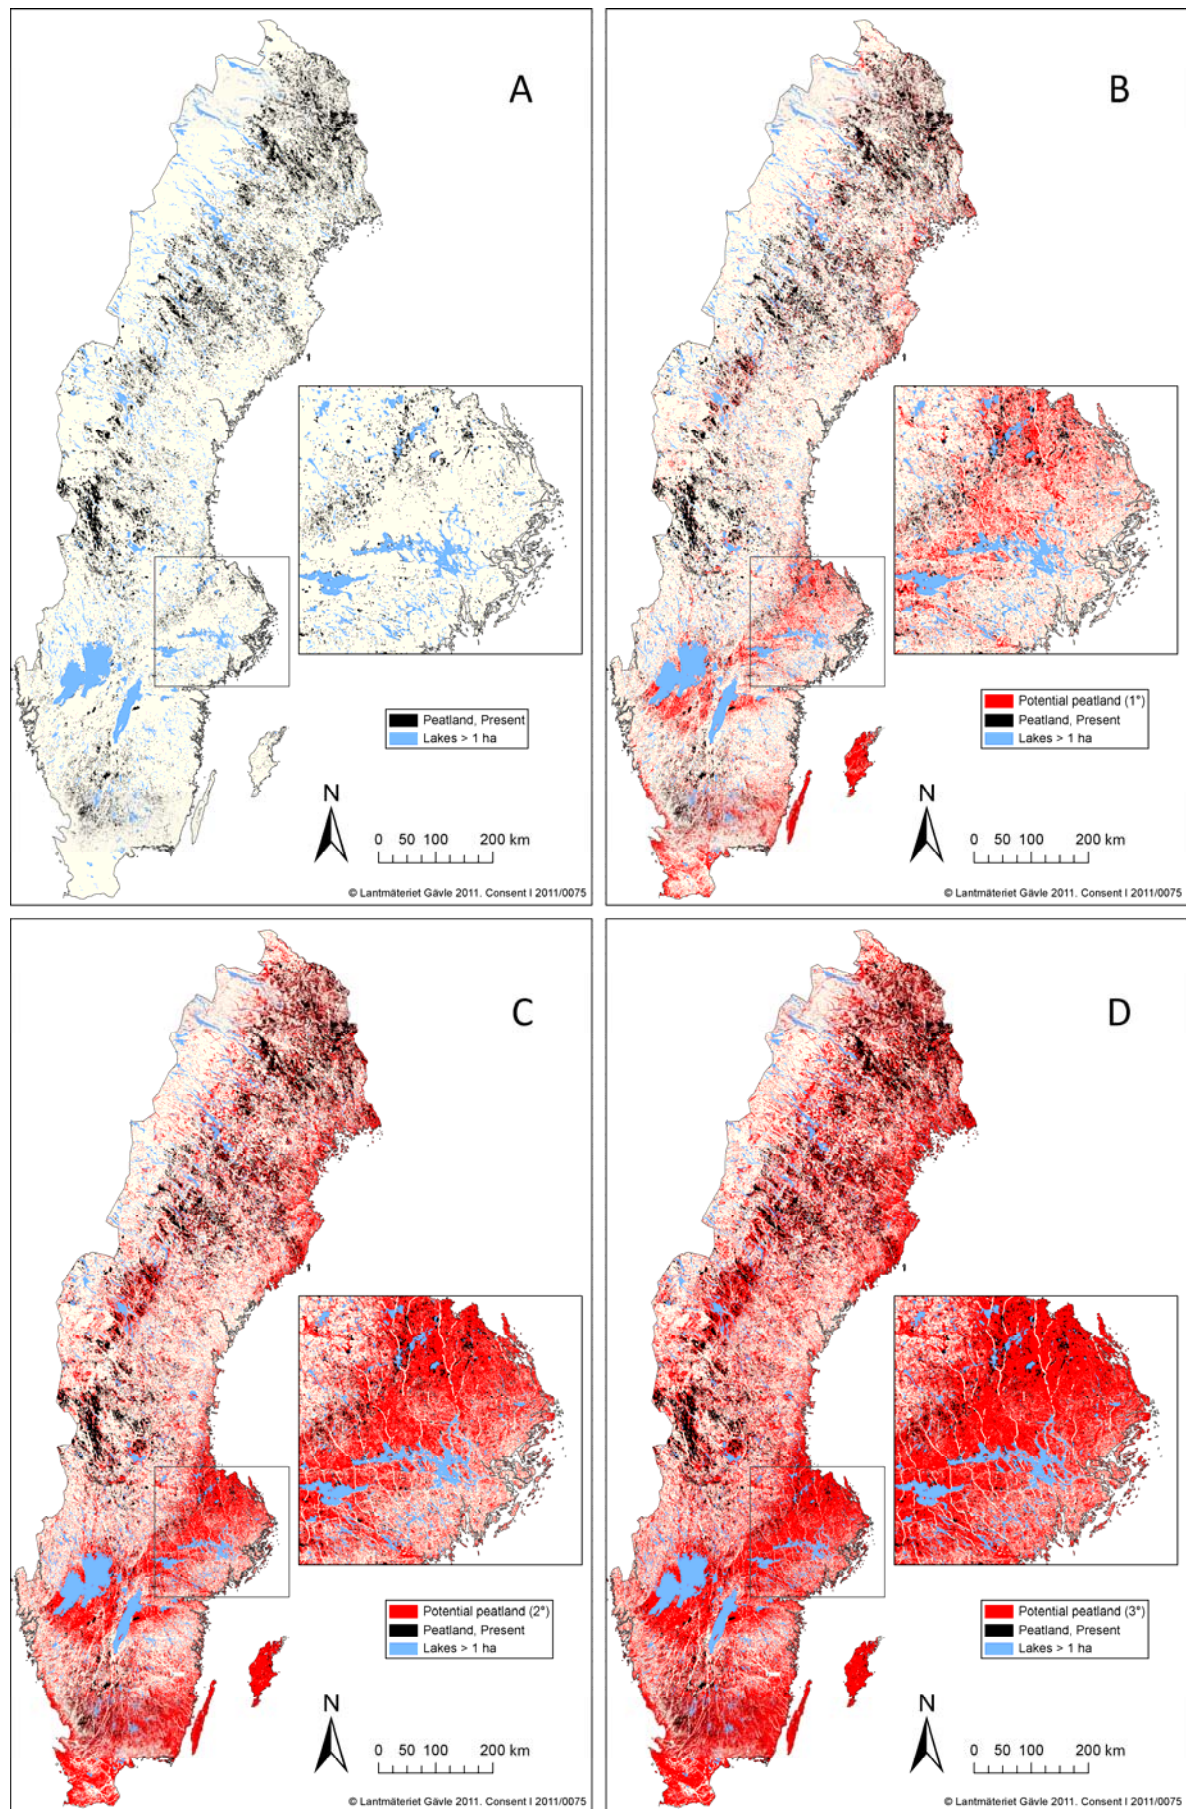 A
Peatland, Present
Lakes > 1 ha
N
0 50 100 200 km
© Lantmäteriet Gävle 2011. Consent I 2011/0075
B
Potential peatland (1°)
Peatland, Present
Lakes > 1 ha
N
0 50 100 200 km
© Lantmäteriet Gävle 2011. Consent I 2011/0075
C
Potential peatland (2°)
Peatland, Present
Lakes > 1 ha
N
0 50 100 200 km
© Lantmäteriet Gävle 2011. Consent I 2011/0075
D
Potential peatland (3°)
Peatland, Present
Lakes > 1 ha
N
0 50 100 200 km
© Lantmäteriet Gävle 2011. Consent I 2011/0075